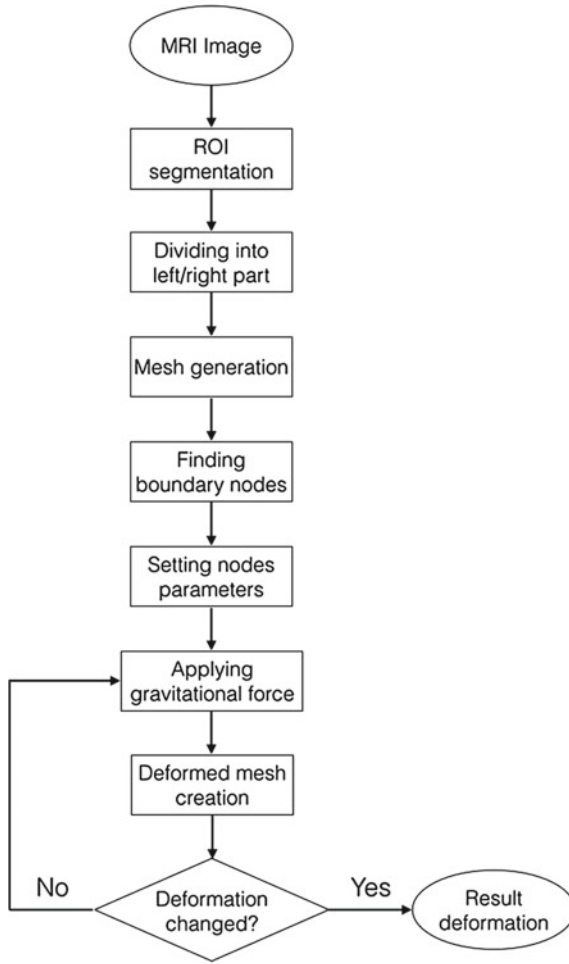 MRI Image
ROI
segmentation
Dividing into
left/right part
Mesh generation
Finding
boundary nodes
Setting nodes
parameters
Applying
gravitational force
Deformed mesh
creation
Deformation
changed?
No
Yes
Result
deformation